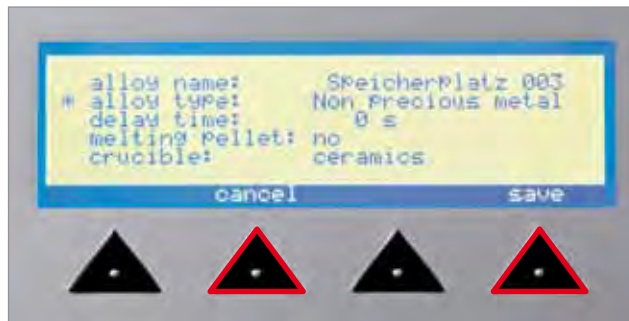 alloy name: Speicherplatz 003
* alloy type: Non precious metal
delay time: 0 s
melting pellet: no
crucible: ceramics
cancel save